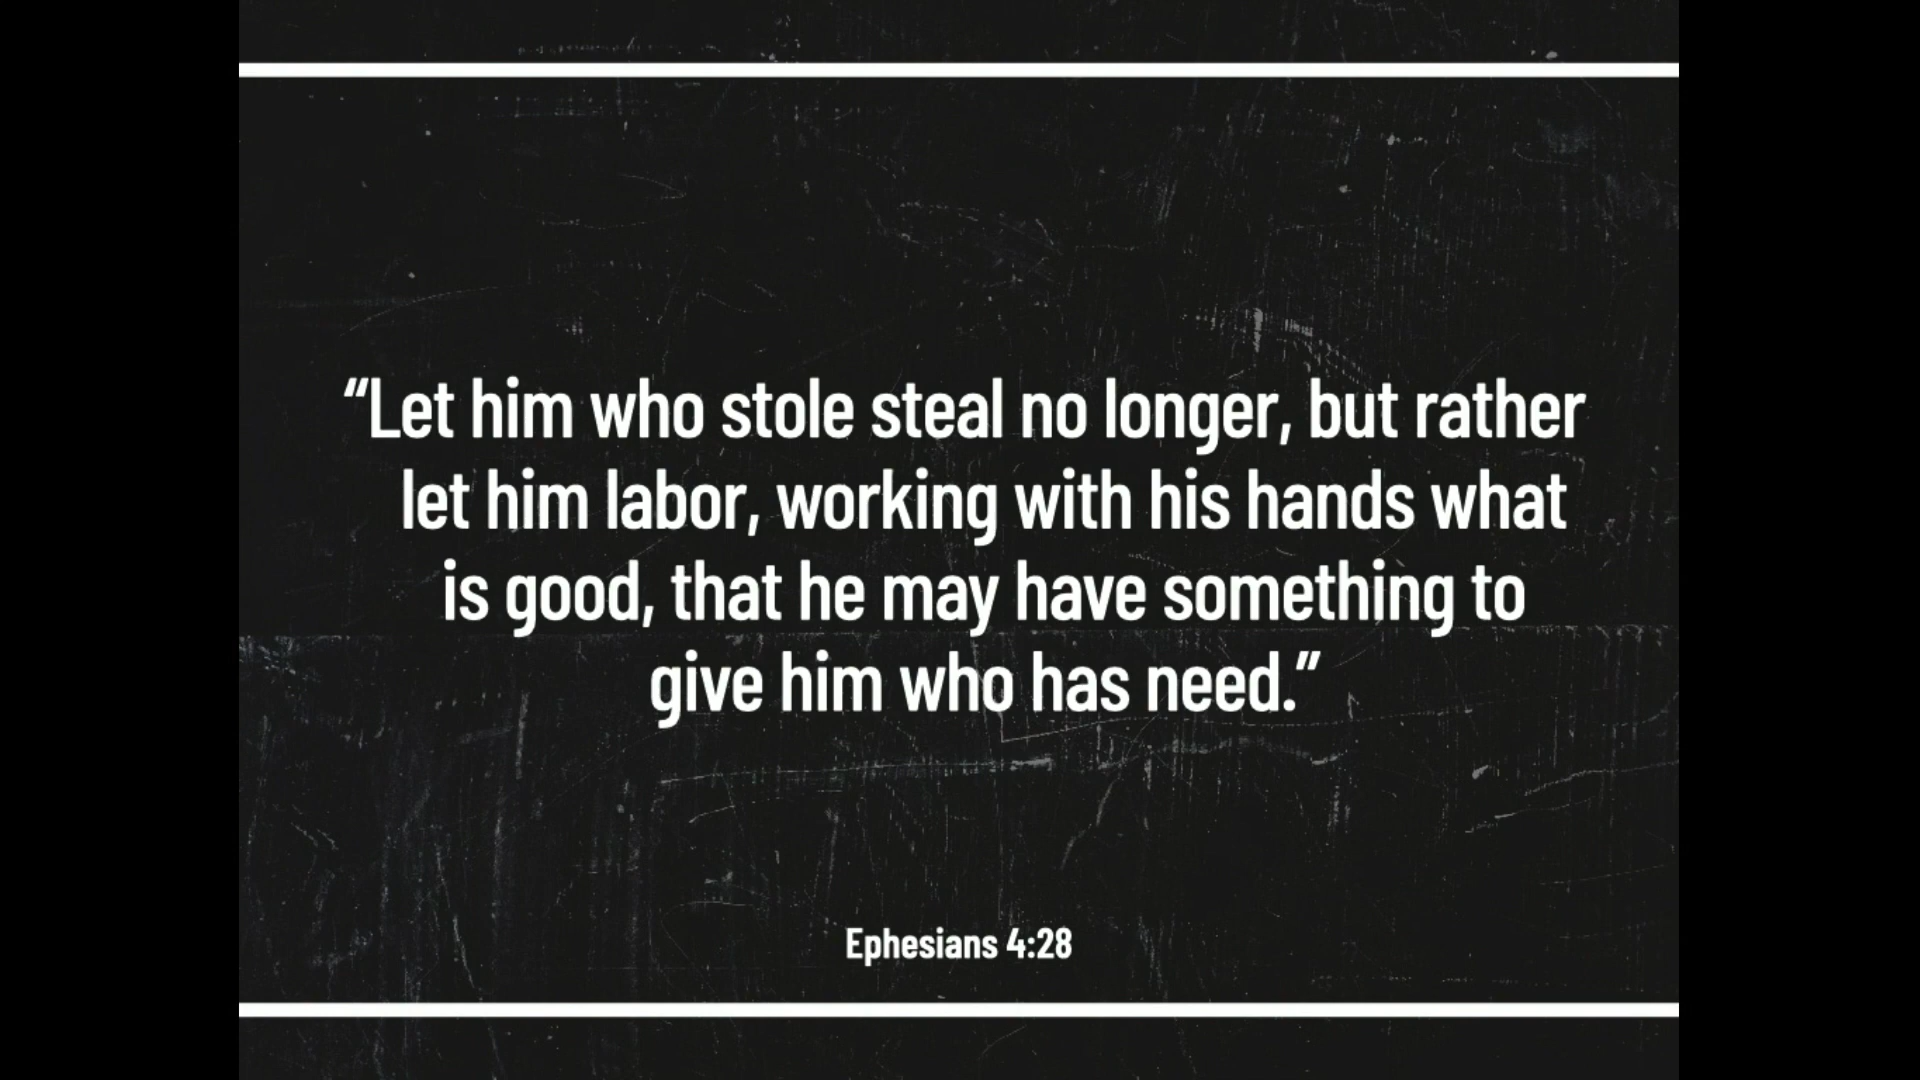 “Let him who stole steal no longer, but rather
let him labor, working with his hands what
is good, that he may have something to
give him who has need.”
Ephesians 4:28